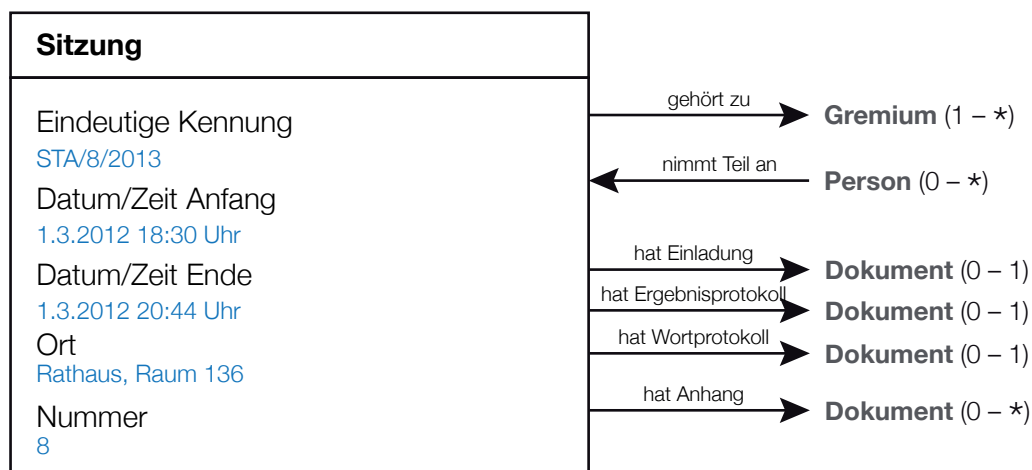 Sitzung
Eindeutige Kennung
STA/8/2013
Datum/Zeit Anfang
1.3.2012 18:30 Uhr
Datum/Zeit Ende
1.3.2012 20:44 Uhr
Ort
Rathaus, Raum 136
Nummer
8
gehört zu
Gremium (1 – *)
nimmt Teil an
Person (0 – *)
hat Einladung
Dokument (0 – 1)
hat Ergebnisprotokoll
Dokument (0 – 1)
hat Wortprotokoll
Dokument (0 – 1)
hat Anhang
Dokument (0 – *)